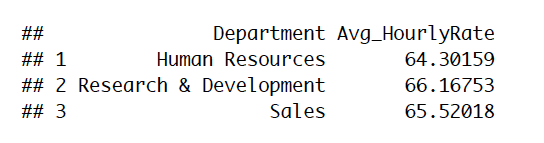 ##               Department Avg_HourlyRate
## 1        Human Resources       64.30159
## 2 Research & Development       66.16753
## 3                  Sales       65.52018